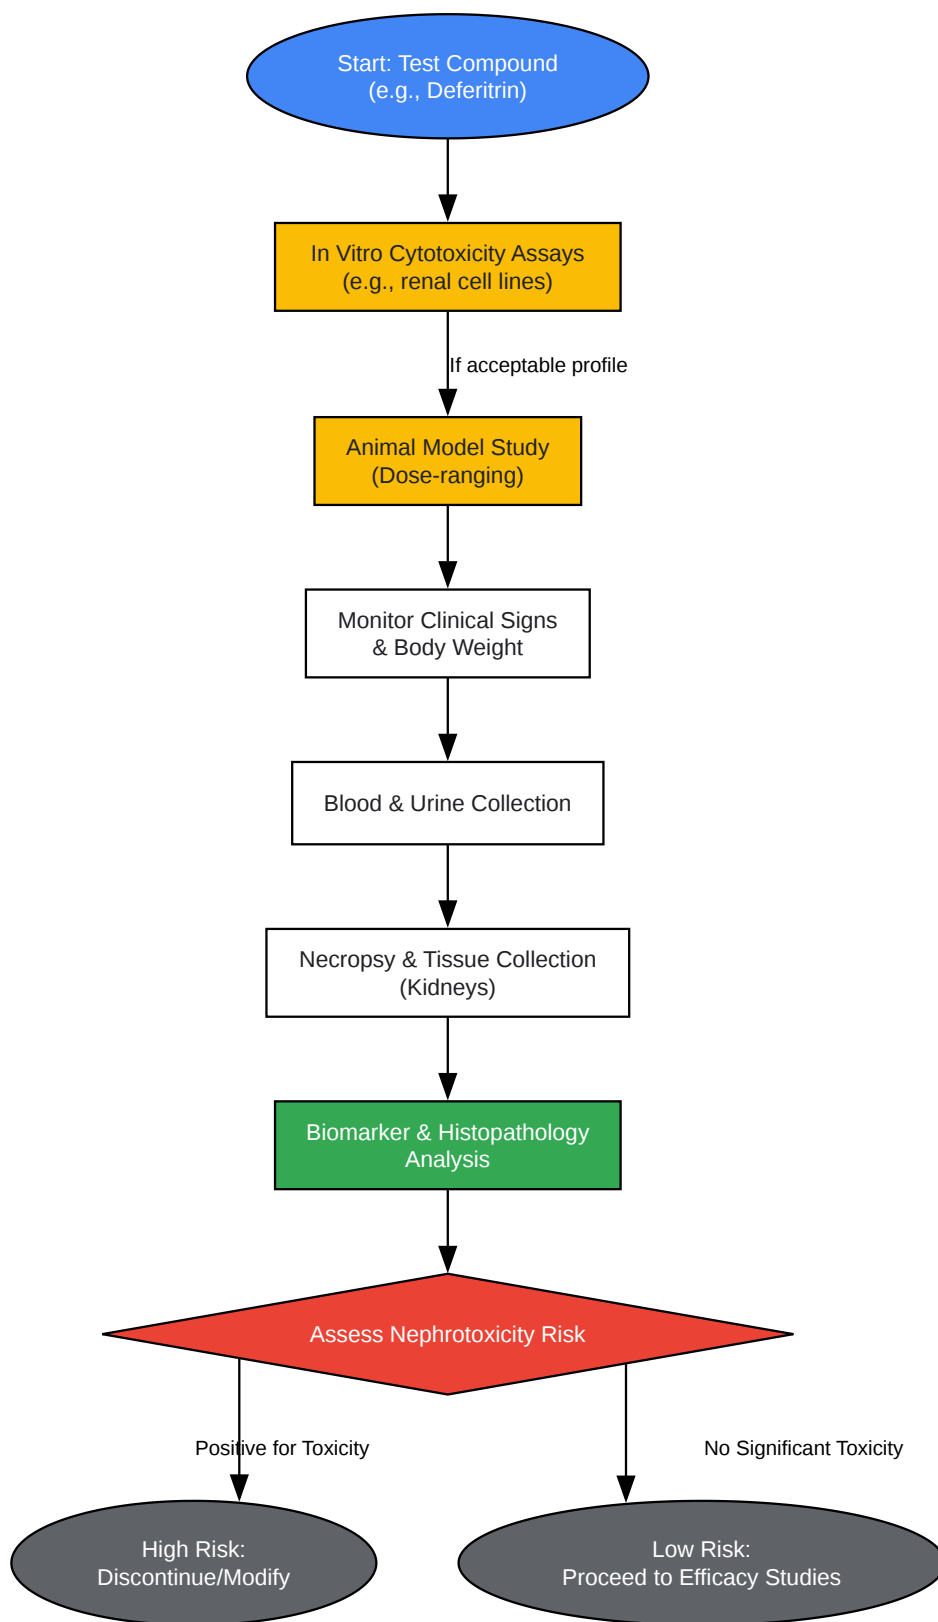 Start: Test Compound
(e.g., Deferitrin)
In Vitro Cytotoxicity Assays
(e.g., renal cell lines)
If acceptable profile
Animal Model Study
(Dose-ranging)
Monitor Clinical Signs
& Body Weight
Blood & Urine Collection
Necropsy & Tissue Collection
(Kidneys)
Biomarker & Histopathology
Analysis
Assess Nephrotoxicity Risk
Positive for Toxicity
No Significant Toxicity
High Risk:
Discontinue/Modify
Low Risk:
Proceed to Efficacy Studies